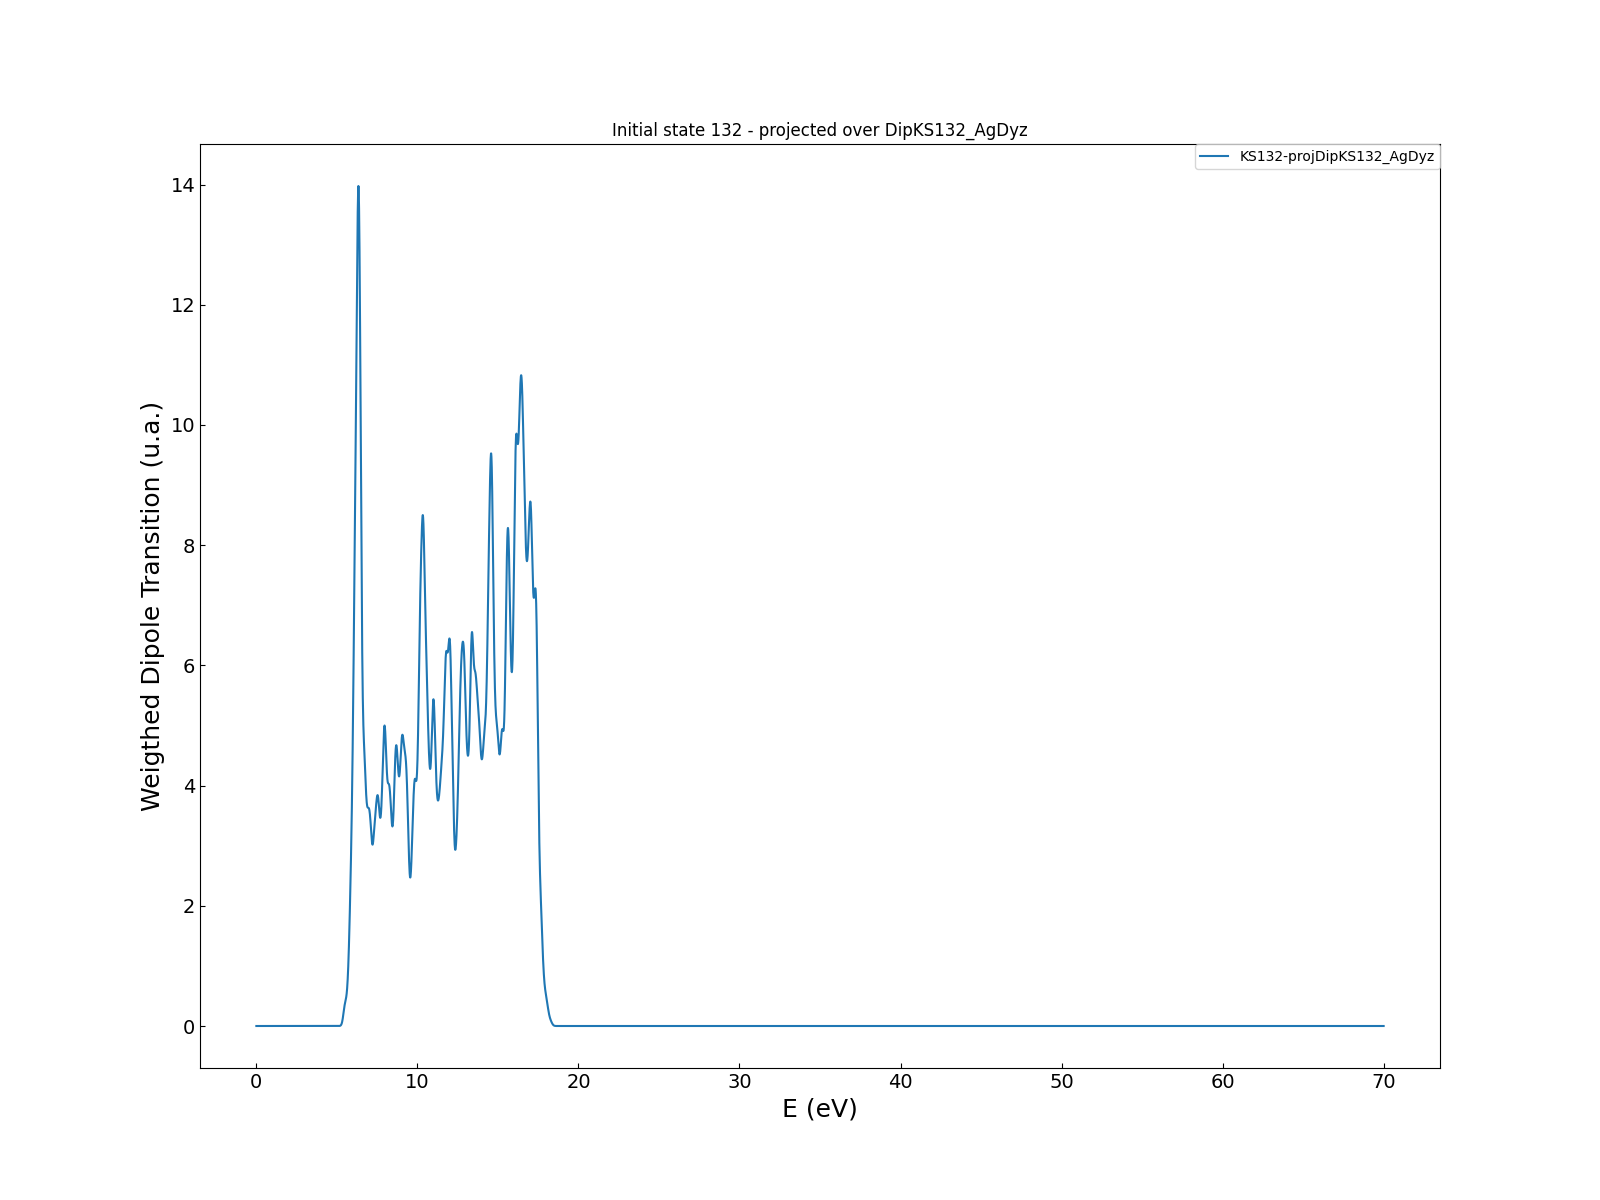 Initial state 132 - projected over DipKS132_AgDyz
KS132-projDipKS132_AgDyz
Weigthed Dipole Transition (u.a.)
14
12
10
8
6
4
2
0
0 10 20 30 40 50 60 70
E (eV)